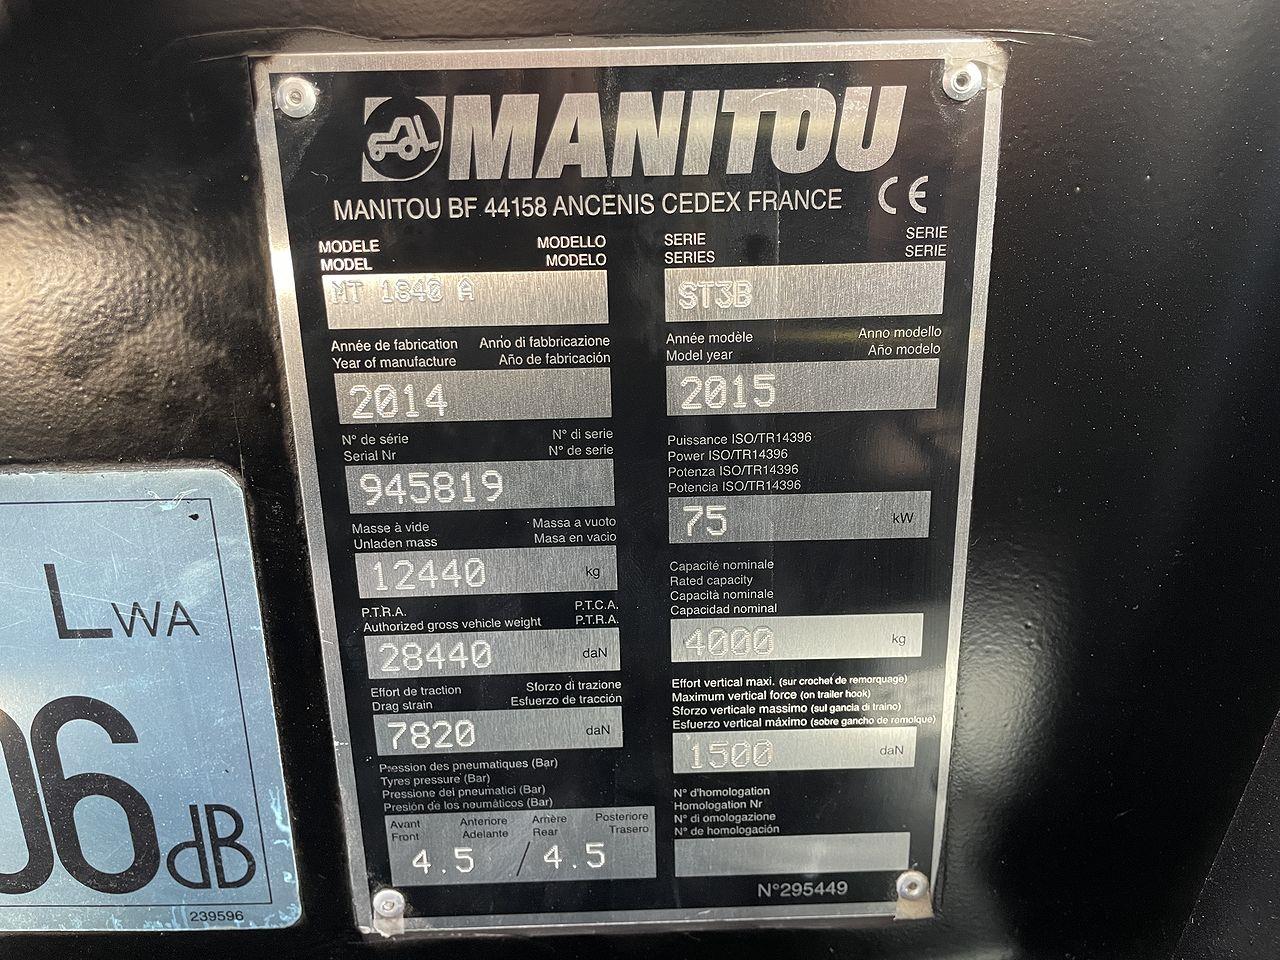 MANITOU
MANITOU BF 44158 ANCENIS CEDEX FRANCE CE
MODELE MODELLO
MODEL MODELO
MT 1840 A
SERIE SERIE
SERIES SERIE
ST3B
Année de fabrication Anno di fabbricazione
Year of manufacture Año de fabricación
2014
Année modèle Anno modello
Model year Año modelo
2015
N° de série N° di serie
Serial Nr N° de serie
945819
Puissance ISO/TR14396
Power ISO/TR14396
Potenza ISO/TR14396
Potencia ISO/TR14396
75 kW
Masse à vide Massa a vuoto
Unladen mass Masa en vacio
12440 kg
Capacité nominale
Rated capacity
Capacità nominale
Capacidad nominal
4000 kg
P.T.R.A. P.T.C.A.
Authorized gross vehicle weight P.T.R.A.
28440 daN
Effort de traction Sforzo di trazione
Drag strain Esfuerzo de tracción
7820 daN
Effort vertical maxi. (sur crochet de remorquage)
Maximum vertical force (on trailer hook)
Sforzo verticale massimo (sul gancia di traino)
Esfuerzo vertical máximo (sobre gancho de remolque)
1500 daN
Pression des pneumatiques (Bar)
Tyres pressure (Bar)
Pressione dei pneumatici (Bar)
Presión de los neumáticos (Bar)
Avant Anteriore Arrière Posteriore
Front Adelante Rear Trasero
4.5 / 4.5
N° d'homologation
Homologation Nr
N° di omologazione
N° de homologación
N°295449
LWA
06 dB
239596